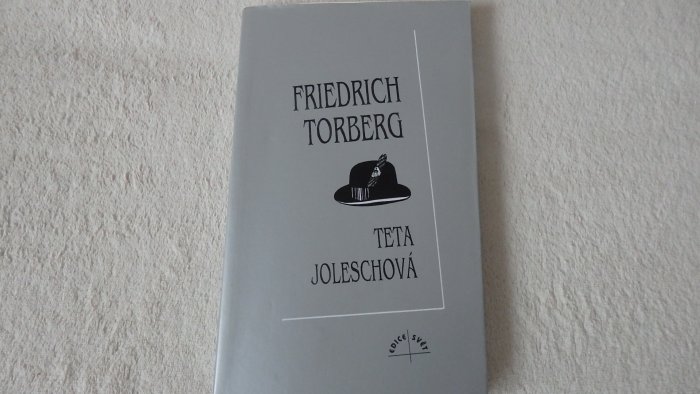 FRIEDRICH
TORBERG
TETA
JOLESCHOVÁ
EDICE SVĚT